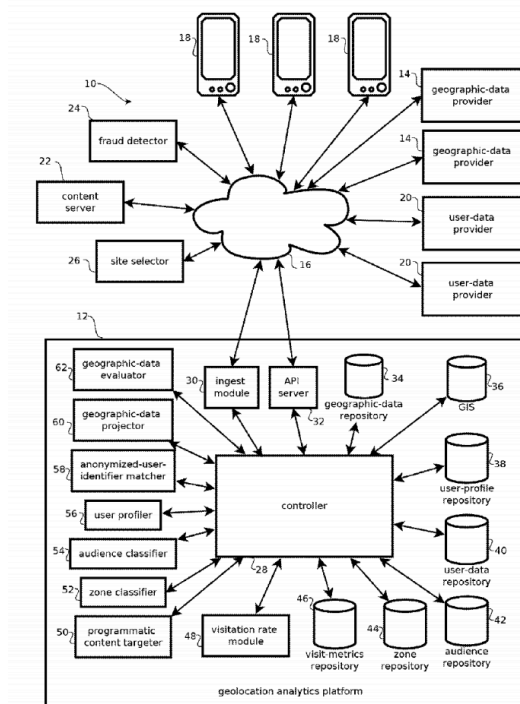 18
18
18
10
24
fraud detector
14
geographic-data
provider
22
content
server
14
geographic-data
provider
20
user-data
provider
26
site selector
16
20
user-data
provider
12
62
geographic-data
evaluator
30
ingest
module
API
server
32
34
geographic-data
repository
36
GIS
60
geographic-data
projector
58
anonymized-user-
identifier matcher
controller
38
user-profile
repository
56
user profiler
54
audience classifier
28
40
user-data
repository
52
zone classifier
50
programmatic
content targeter
48
visitation rate
module
46
visit-metrics
repository
44
zone
repository
42
audience
repository
geolocation analytics platform